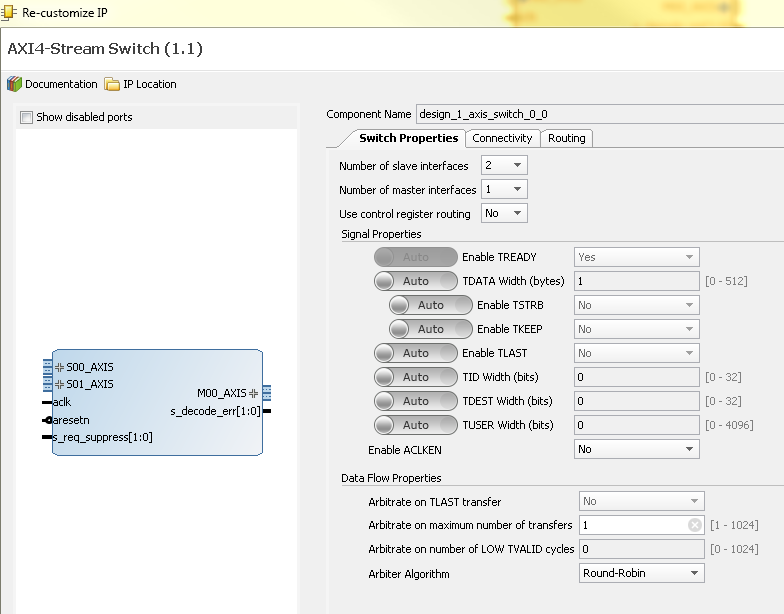 Re-customize IP
AXI4-Stream Switch (1.1)
Documentation IP Location
Show disabled ports
S00_AXIS
S01_AXIS
aclk
aresetn
s_req_suppress[1:0]
M00_AXIS
s_decode_err[1:0]
Component Name design_1_axis_switch_0_0
Switch Properties Connectivity Routing
Number of slave interfaces 2
Number of master interfaces 1
Use control register routing No
Signal Properties
Auto Enable TREADY Yes
Auto TDATA Width (bytes) 1 [0 - 512]
Auto Enable TSTRB No
Auto Enable TKEEP No
Auto Enable TLAST No
Auto TID Width (bits) 0 [0 - 32]
Auto TDEST Width (bits) 0 [0 - 32]
Auto TUSER Width (bits) 0 [0 - 4096]
Enable ACLKEN No
Data Flow Properties
Arbitrate on TLAST transfer No
Arbitrate on maximum number of transfers 1 [1 - 1024]
Arbitrate on number of LOW TVALID cycles 0 [0 - 1024]
Arbiter Algorithm Round-Robin